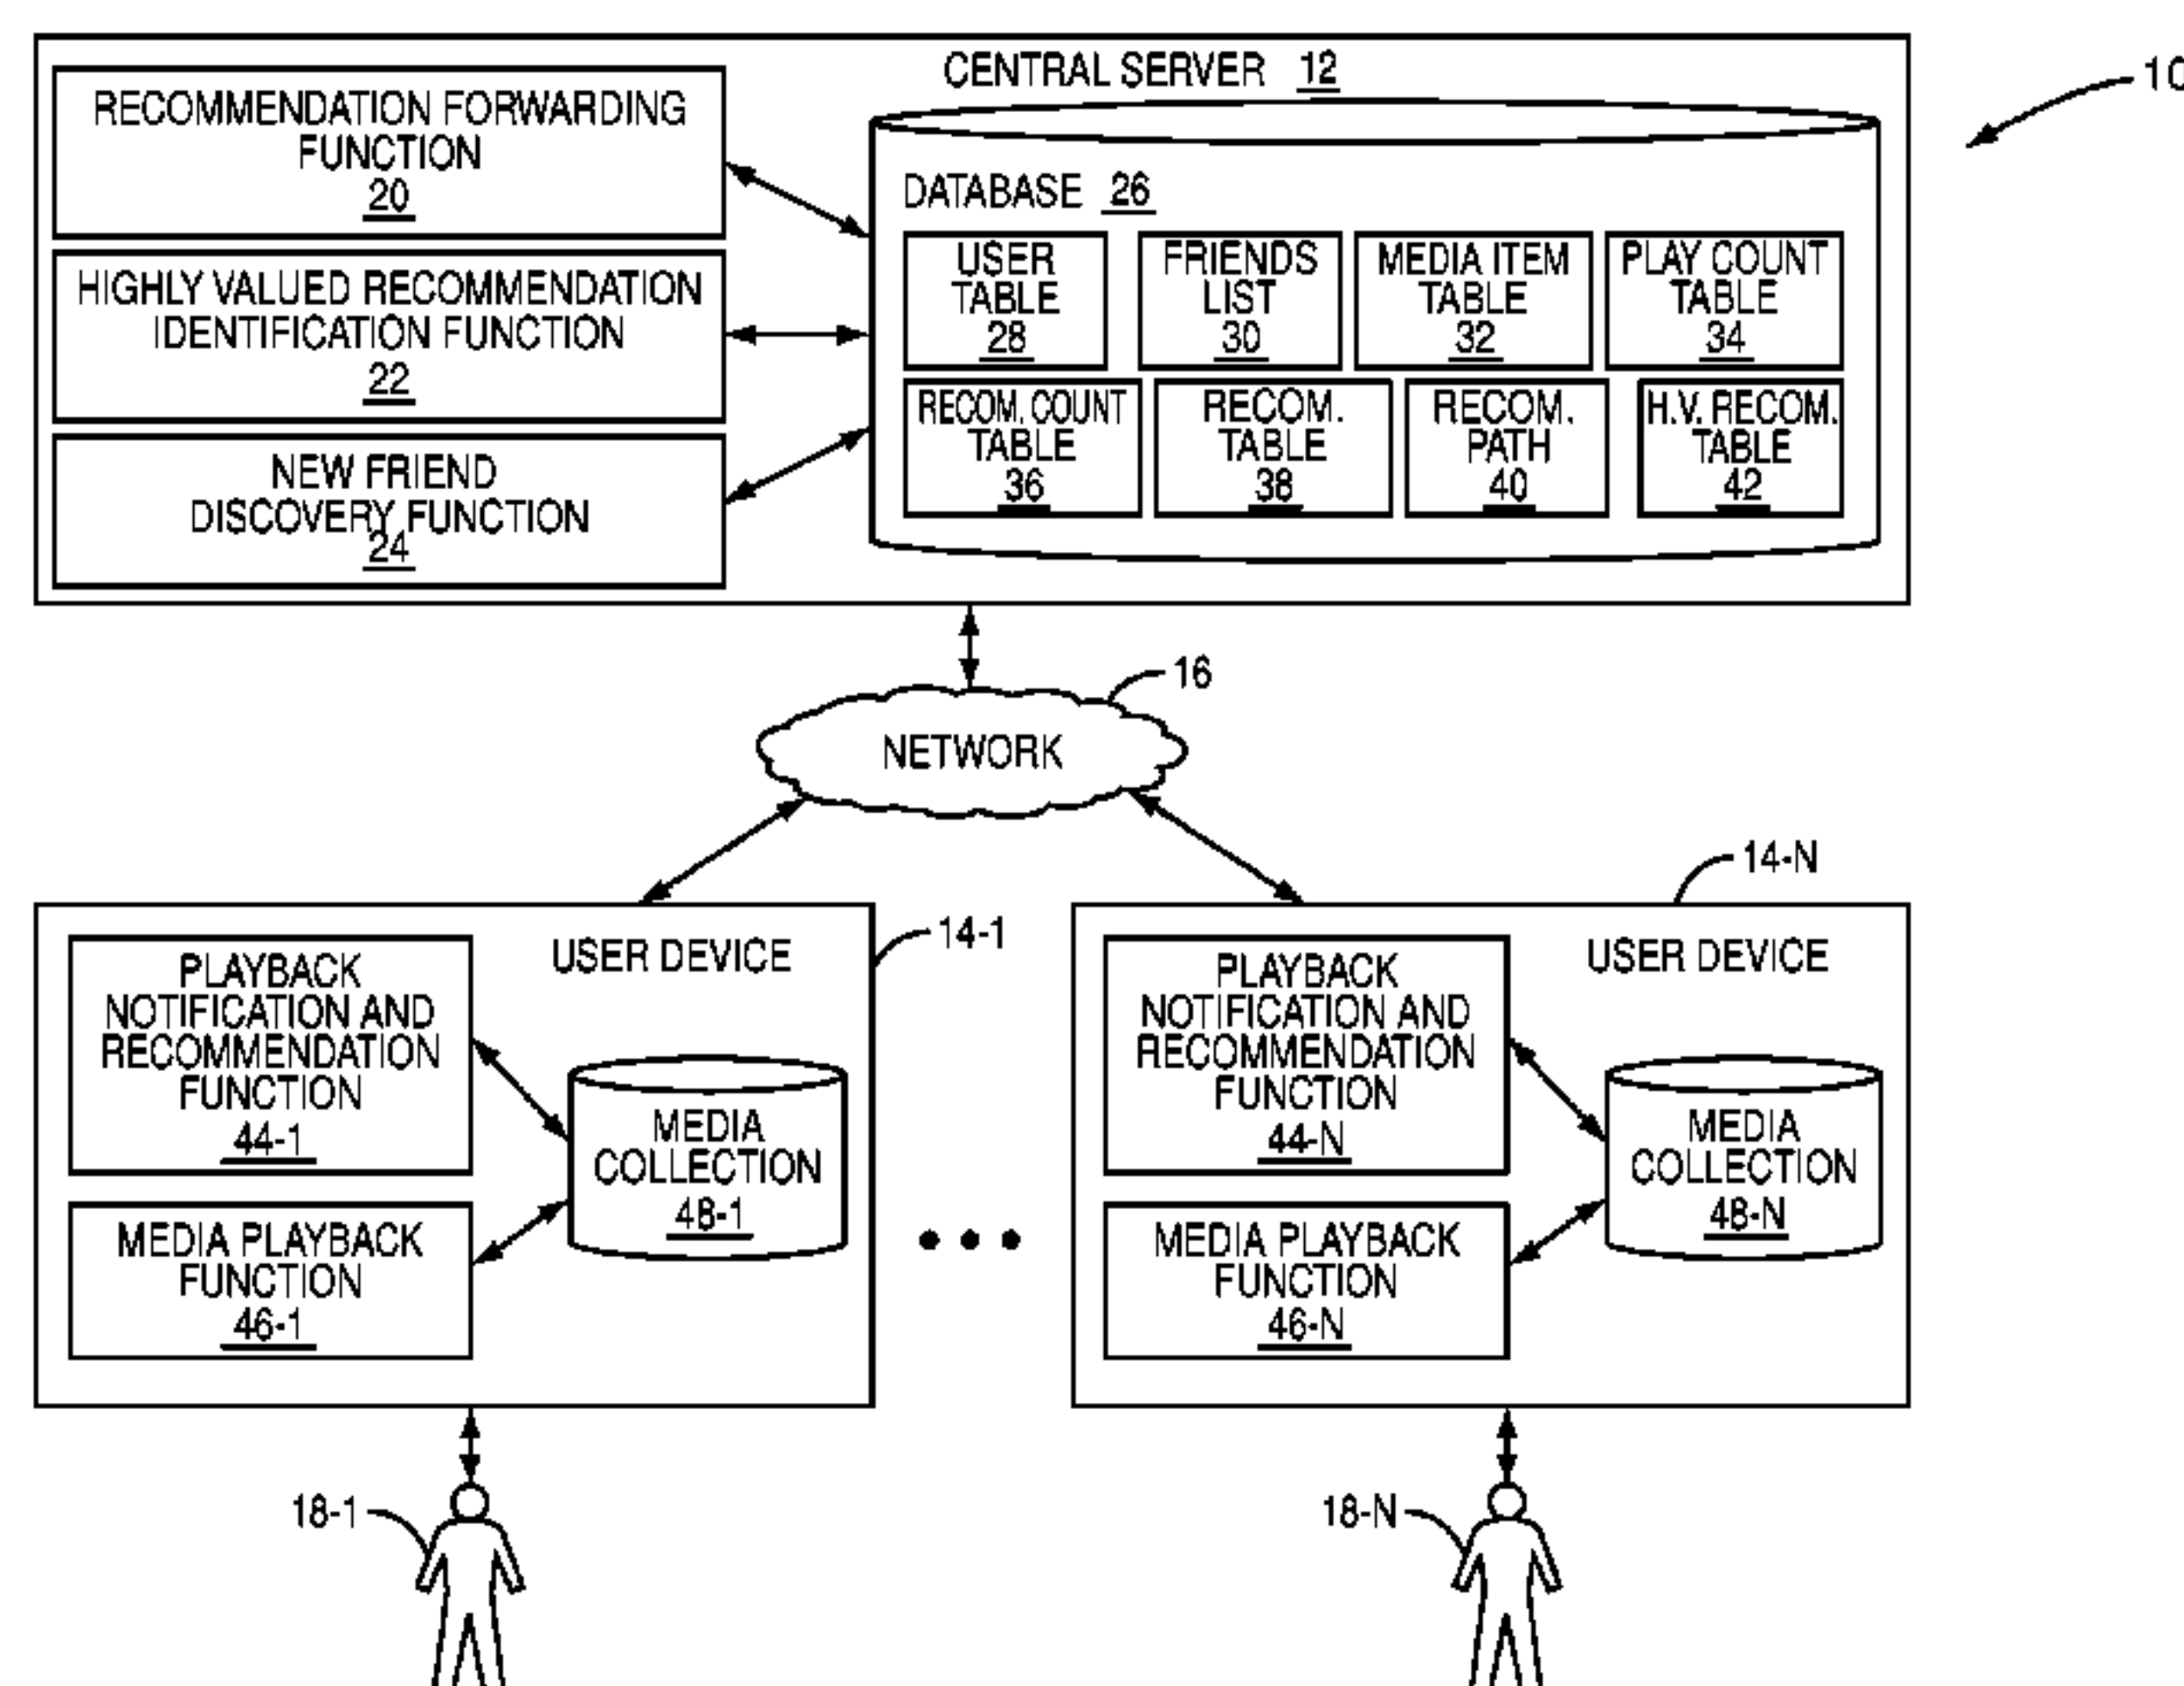 CENTRAL SERVER 12
10
RECOMMENDATION FORWARDING
FUNCTION
20
HIGHLY VALUED RECOMMENDATION
IDENTIFICATION FUNCTION
22
NEW FRIEND
DISCOVERY FUNCTION
24
DATABASE 26
USER
TABLE
28
FRIENDS
LIST
30
MEDIA ITEM
TABLE
32
PLAY COUNT
TABLE
34
RECOM. COUNT
TABLE
36
RECOM.
TABLE
38
RECOM.
PATH
40
H.V. RECOM.
TABLE
42
16
NETWORK
14-1
USER DEVICE
PLAYBACK
NOTIFICATION AND
RECOMMENDATION
FUNCTION
44-1
MEDIA
COLLECTION
48-1
MEDIA PLAYBACK
FUNCTION
46-1
14-N
USER DEVICE
PLAYBACK
NOTIFICATION AND
RECOMMENDATION
FUNCTION
44-N
MEDIA
COLLECTION
48-N
MEDIA PLAYBACK
FUNCTION
46-N
18-1
18-N